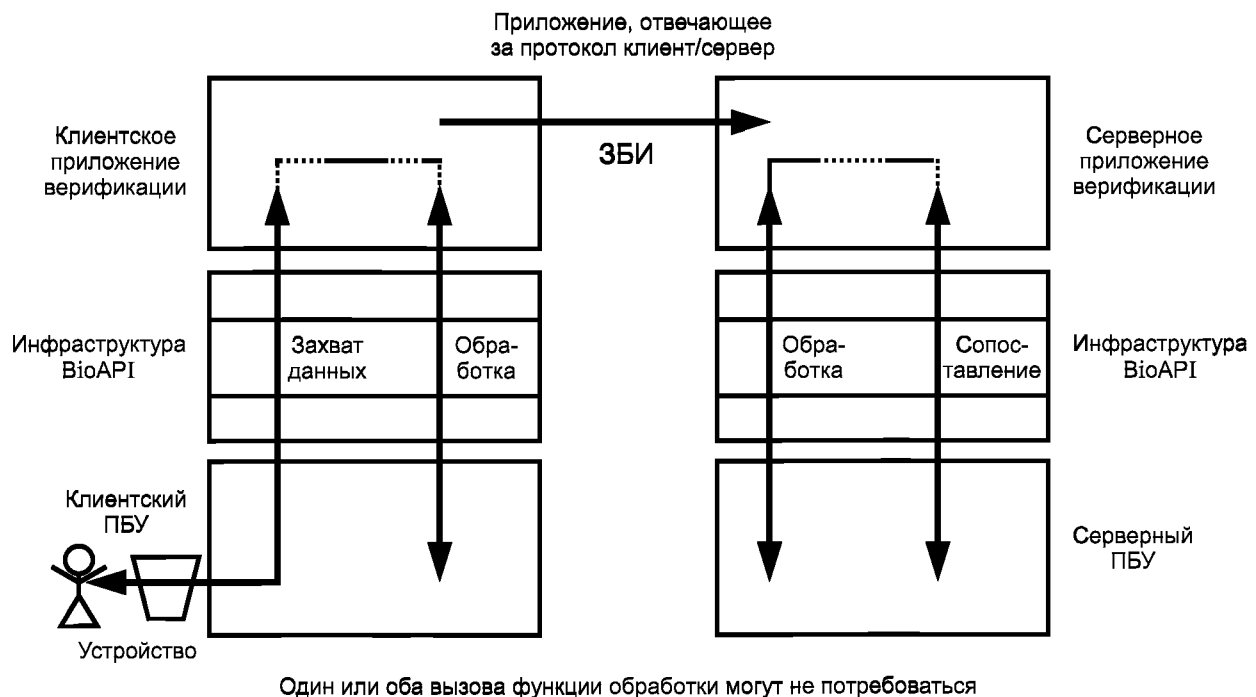 Приложение, отвечающее
за протокол клиент/сервер
Клиентское
приложение
верификации
ЗБИ
Серверное
приложение
верификации
Инфраструктура
BioAPI
Захват
данных
Обра-
ботка
Обра-
ботка
Сопос-
тавление
Инфраструктура
BioAPI
Клиентский
ПБУ
Устройство
Серверный
ПБУ
Один или оба вызова функции обработки могут не потребоваться